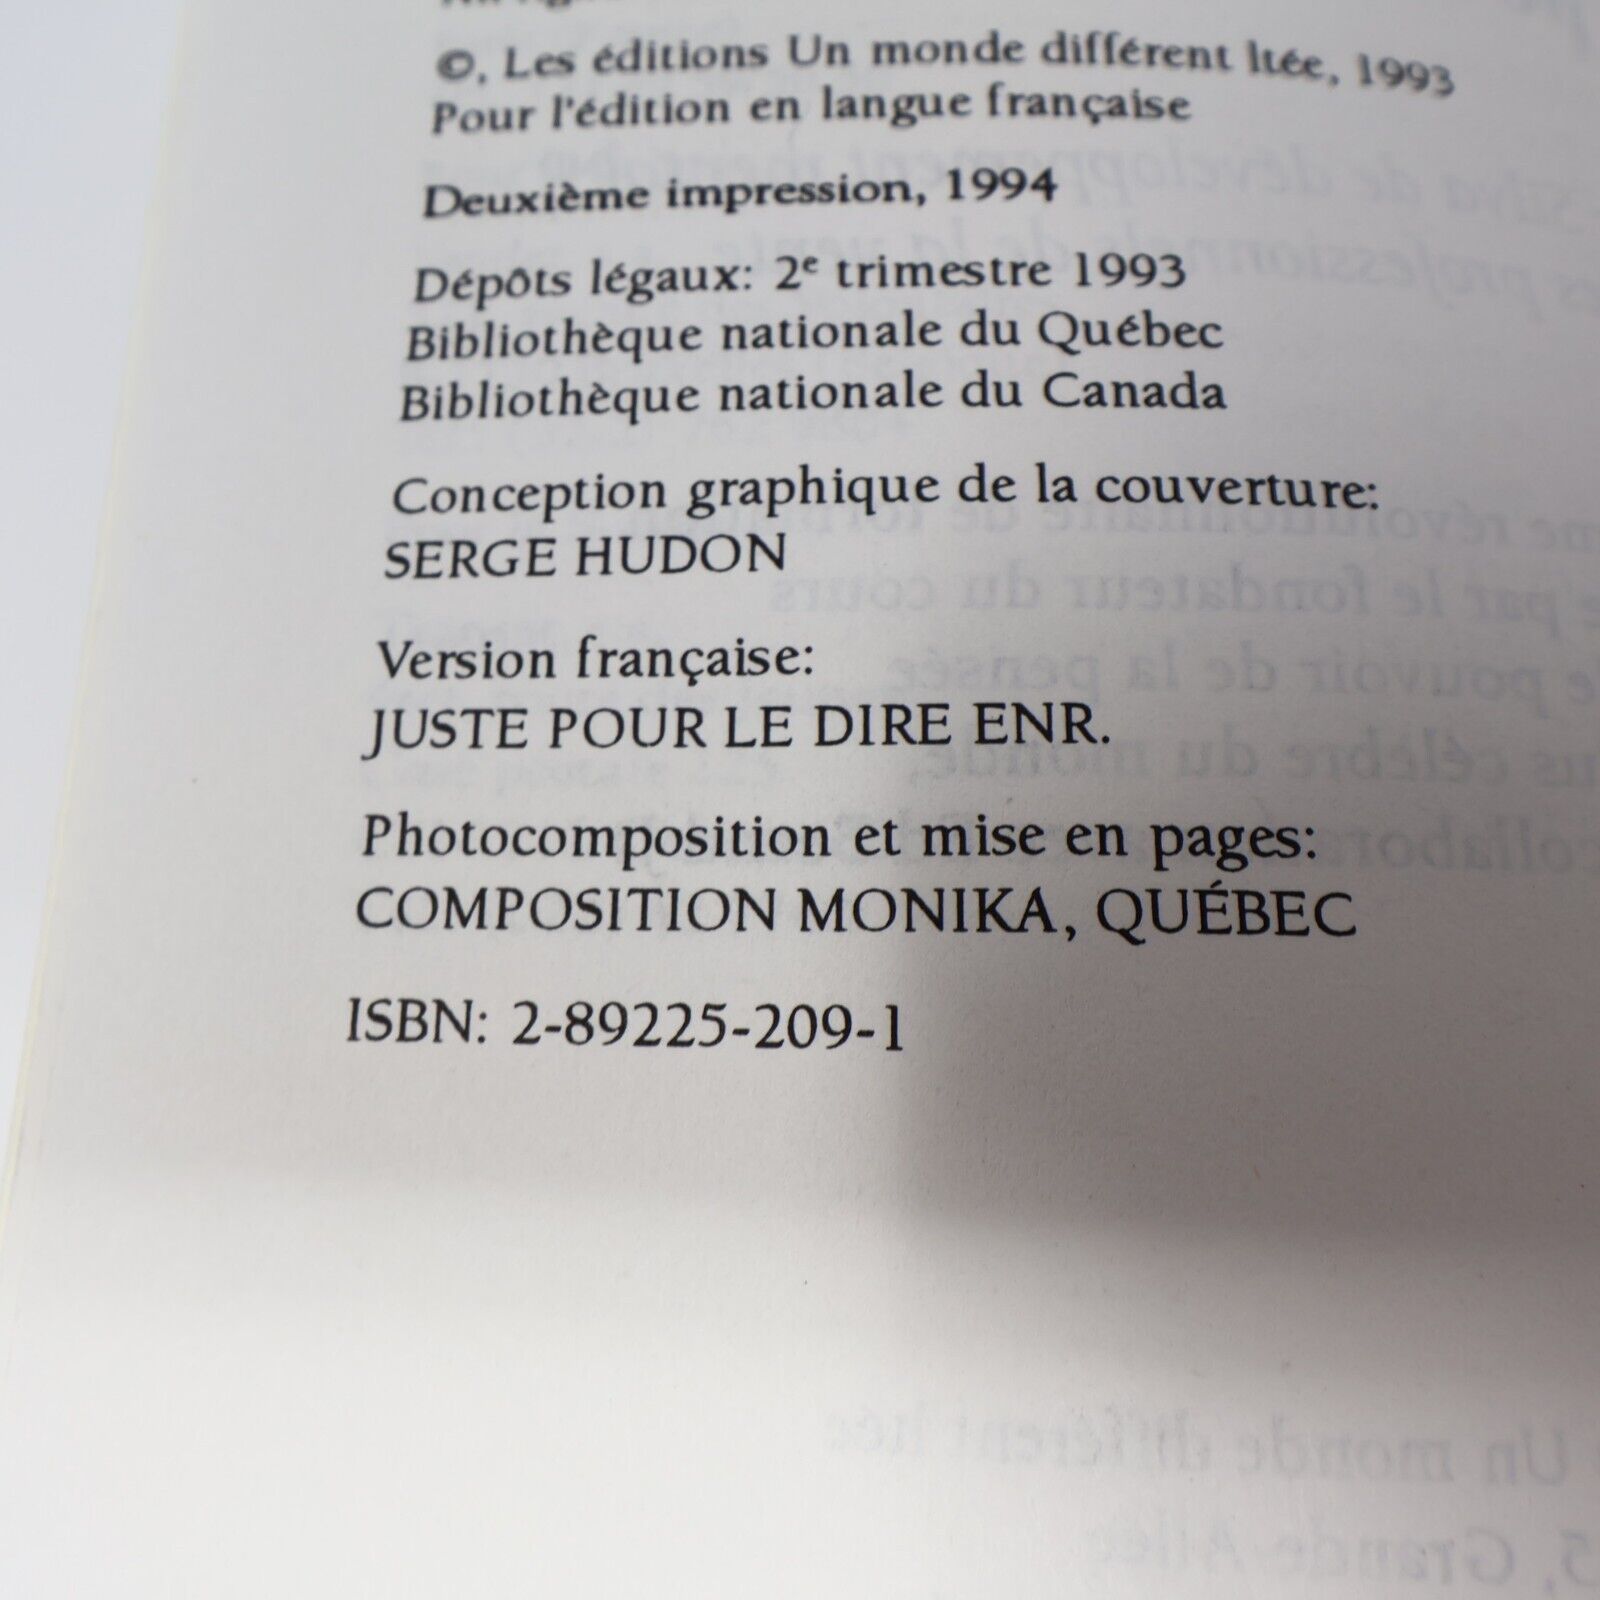 ©, Les éditions Un monde différent ltée, 1993
Pour l'édition en langue française
Deuxième impression, 1994
Dépôts légaux: 2e trimestre 1993
Bibliothèque nationale du Québec
Bibliothèque nationale du Canada
Conception graphique de la couverture:
SERGE HUDON
Version française:
JUSTE POUR LE DIRE ENR.
Photocomposition et mise en pages:
COMPOSITION MONIKA, QUÉBEC
ISBN: 2-89225-209-1